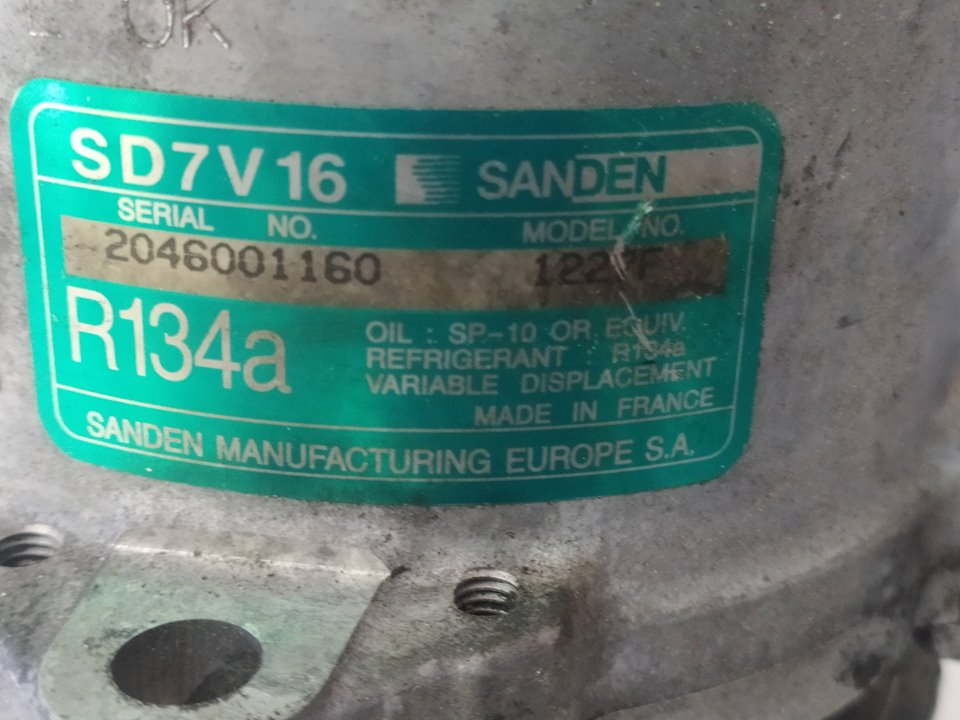 OK
SD7V16 SANDEN
SERIAL NO. MODEL NO.
2046001160
R134a
OIL : SP-10 OR EQUIV.
REFRIGERANT : R134a
VARIABLE DISPLACEMENT
MADE IN FRANCE
SANDEN MANUFACTURING EUROPE S.A.